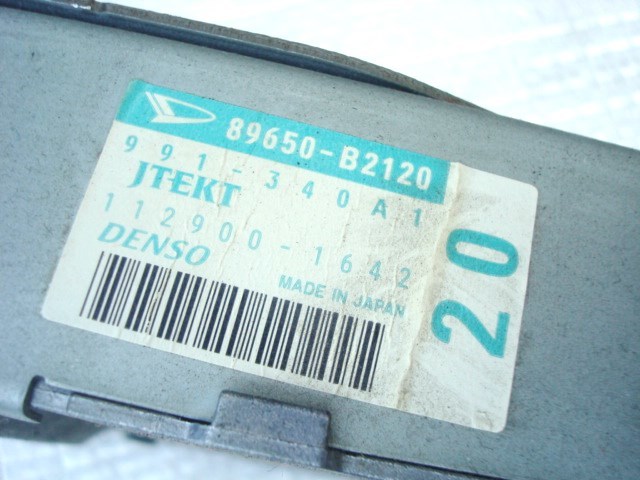 89650-B2120
991-340A1
JTEKT
112900-1642
DENSO
MADE IN JAPAN
20